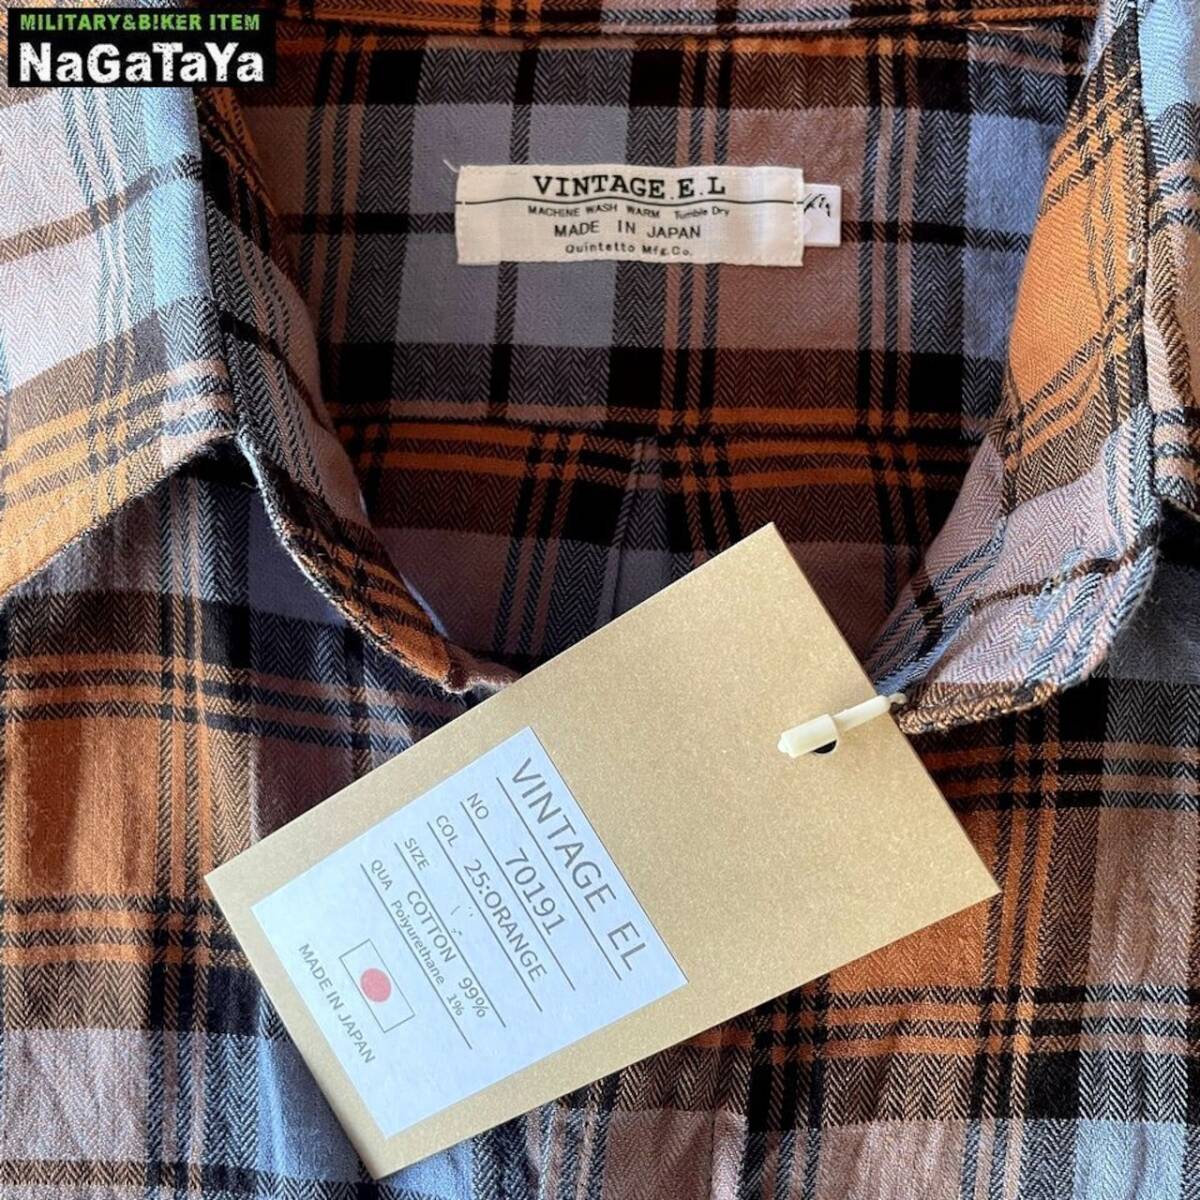 MILITARY&BIKER ITEM
NaGaTaYa
VINTAGE.E.L
MACHINE WASH WARM Tumble Dry
MADE IN JAPAN
Quintetto Mfg.Co.
VINTAGE EL
NO 70191
COL 25:ORANGE
SIZE
QUA COTTON 99%
Polyurethane 1%
MADE IN JAPAN